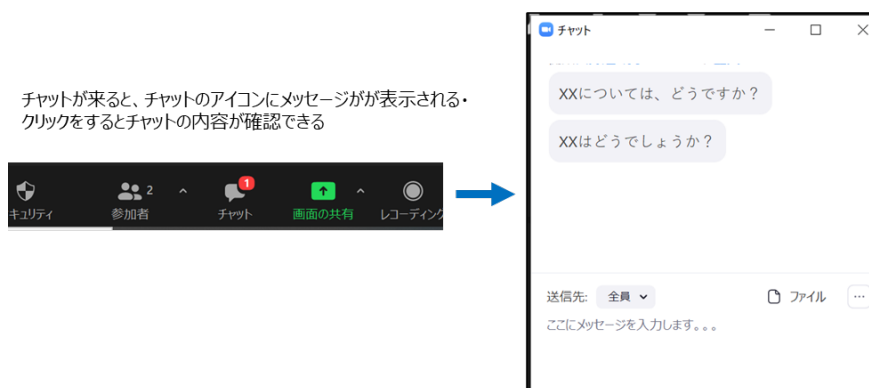 チャットが来ると、チャットのアイコンにメッセージがが表示される・
クリックをするとチャットの内容が確認できる
キュリティ
参加者
2
チャット
1
画面の共有
レコーディング
チャット
XXについては、どうですか？
XXはどうでしょうか？
送信先: 全員
ファイル
ここにメッセージを入力します。。。